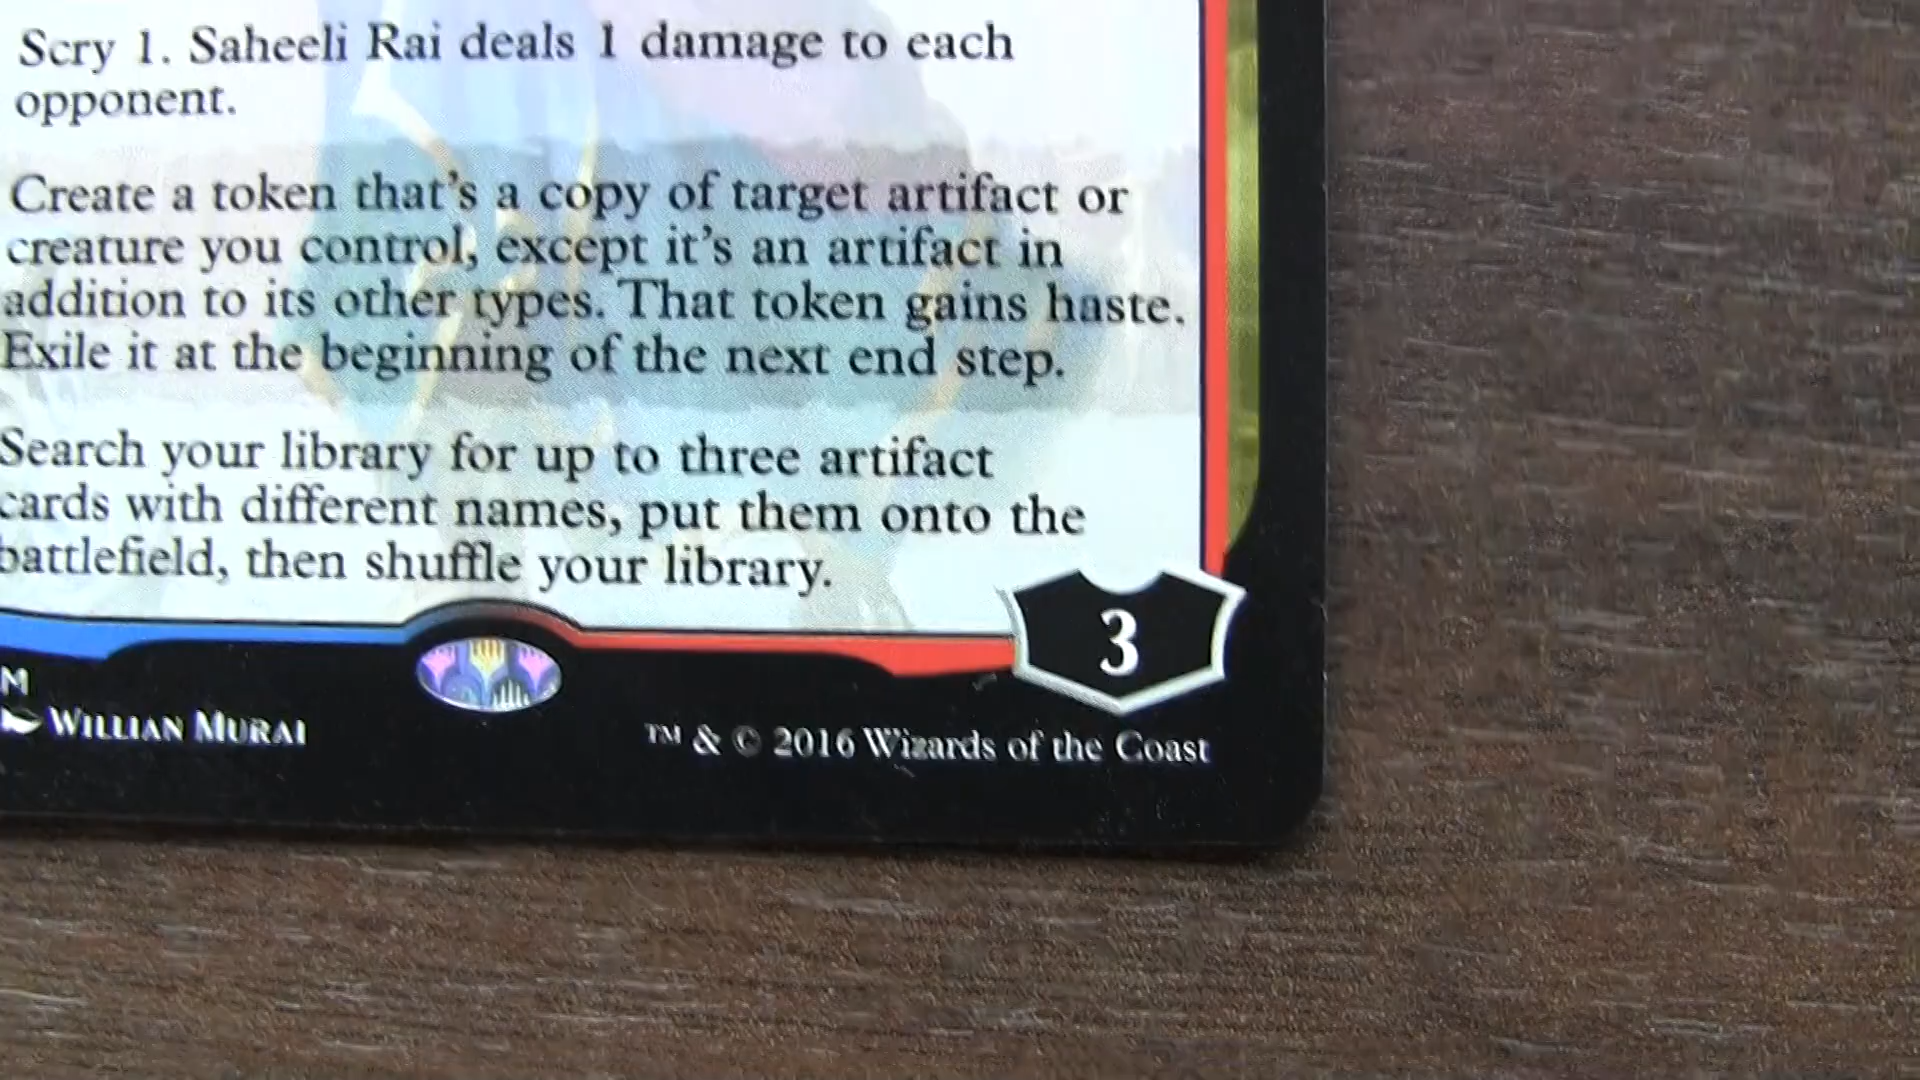 Scry 1. Saheeli Rai deals 1 damage to each
opponent.
Create a token that's a copy of target artifact or
creature you control, except it's an artifact in
addition to its other types. That token gains haste.
Exile it at the beginning of the next end step.
Search your library for up to three artifact
cards with different names, put them onto the
battlefield, then shuffle your library.
3
M
WILLIAN MURAI
™ & © 2016 Wizards of the Coast